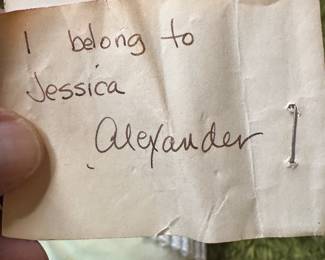 I belong to
Jessica
Alexander